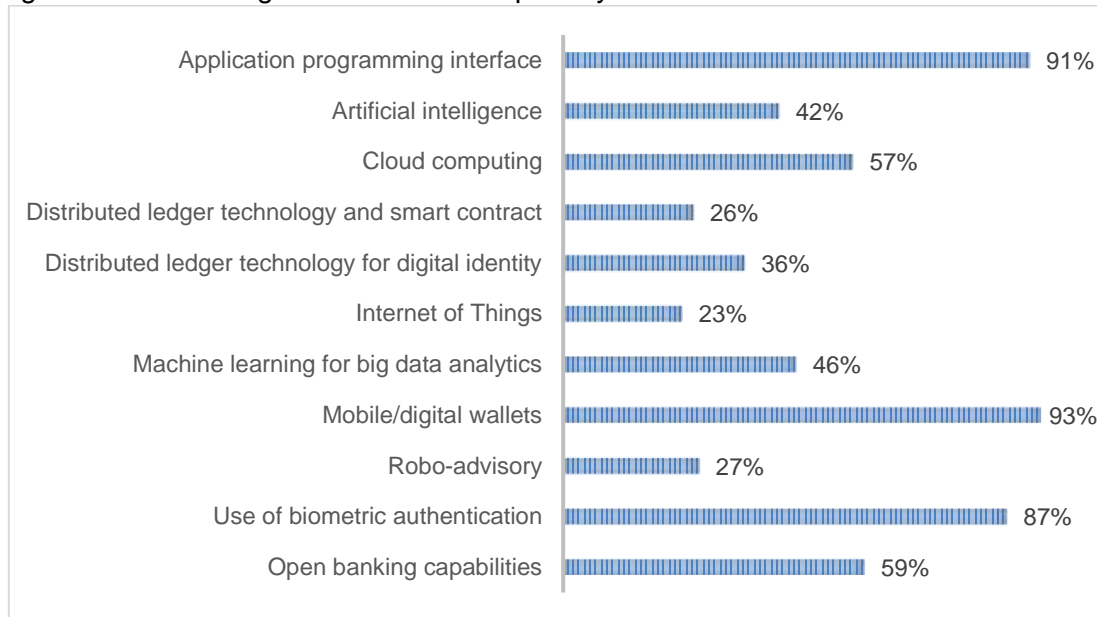 Application programming interface 91%
Artificial intelligence 42%
Cloud computing 57%
Distributed ledger technology and smart contract 26%
Distributed ledger technology for digital identity 36%
Internet of Things 23%
Machine learning for big data analytics 46%
Mobile/digital wallets 93%
Robo-advisory 27%
Use of biometric authentication 87%
Open banking capabilities 59%